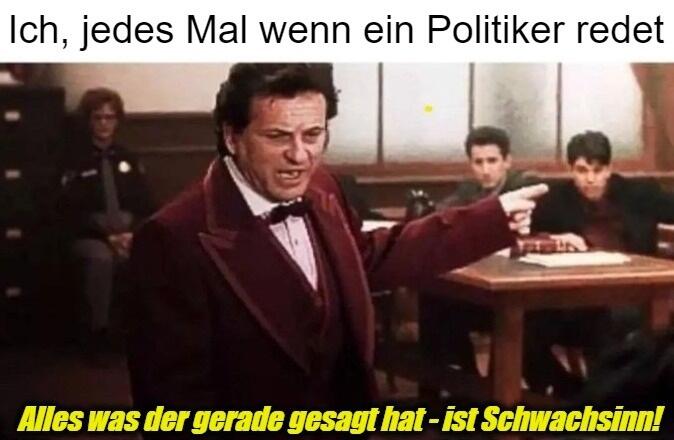 Ich, jedes Mal wenn ein Politiker redet
Alles was der gerade gesagt hat - ist Schwachsinn!